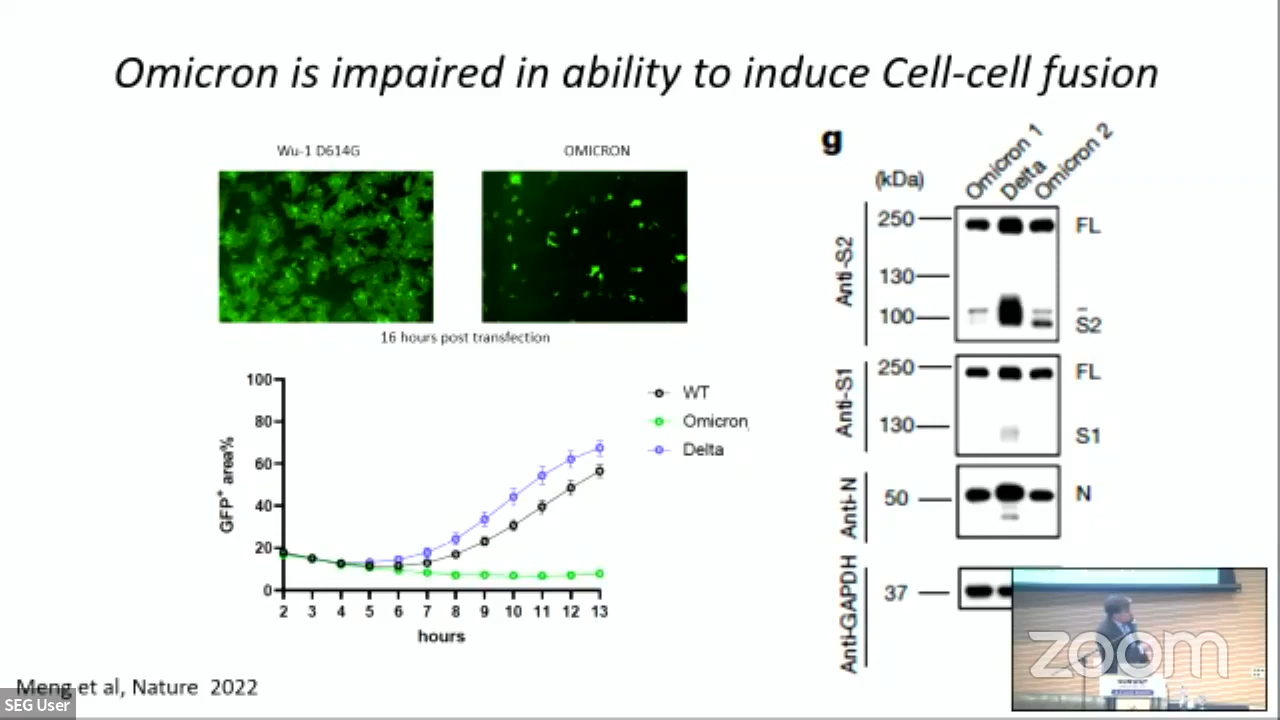 Omicron is impaired in ability to induce Cell-cell fusion
Wu-1 D614G
OMICRON
16 hours post transfection
100
80
60
40
20
0
GFP+ area%
2 3 4 5 6 7 8 9 10 11 12 13
hours
WT
Omicron
Delta
g
(kDa)
Omicron 1
Delta
Omicron 2
Anti-S2
250
FL
130
100
S2
Anti-S1
250
FL
130
S1
Anti-N
50
N
Anti-GAPDH
37
Meng et al, Nature 2022
SEG User
zoom